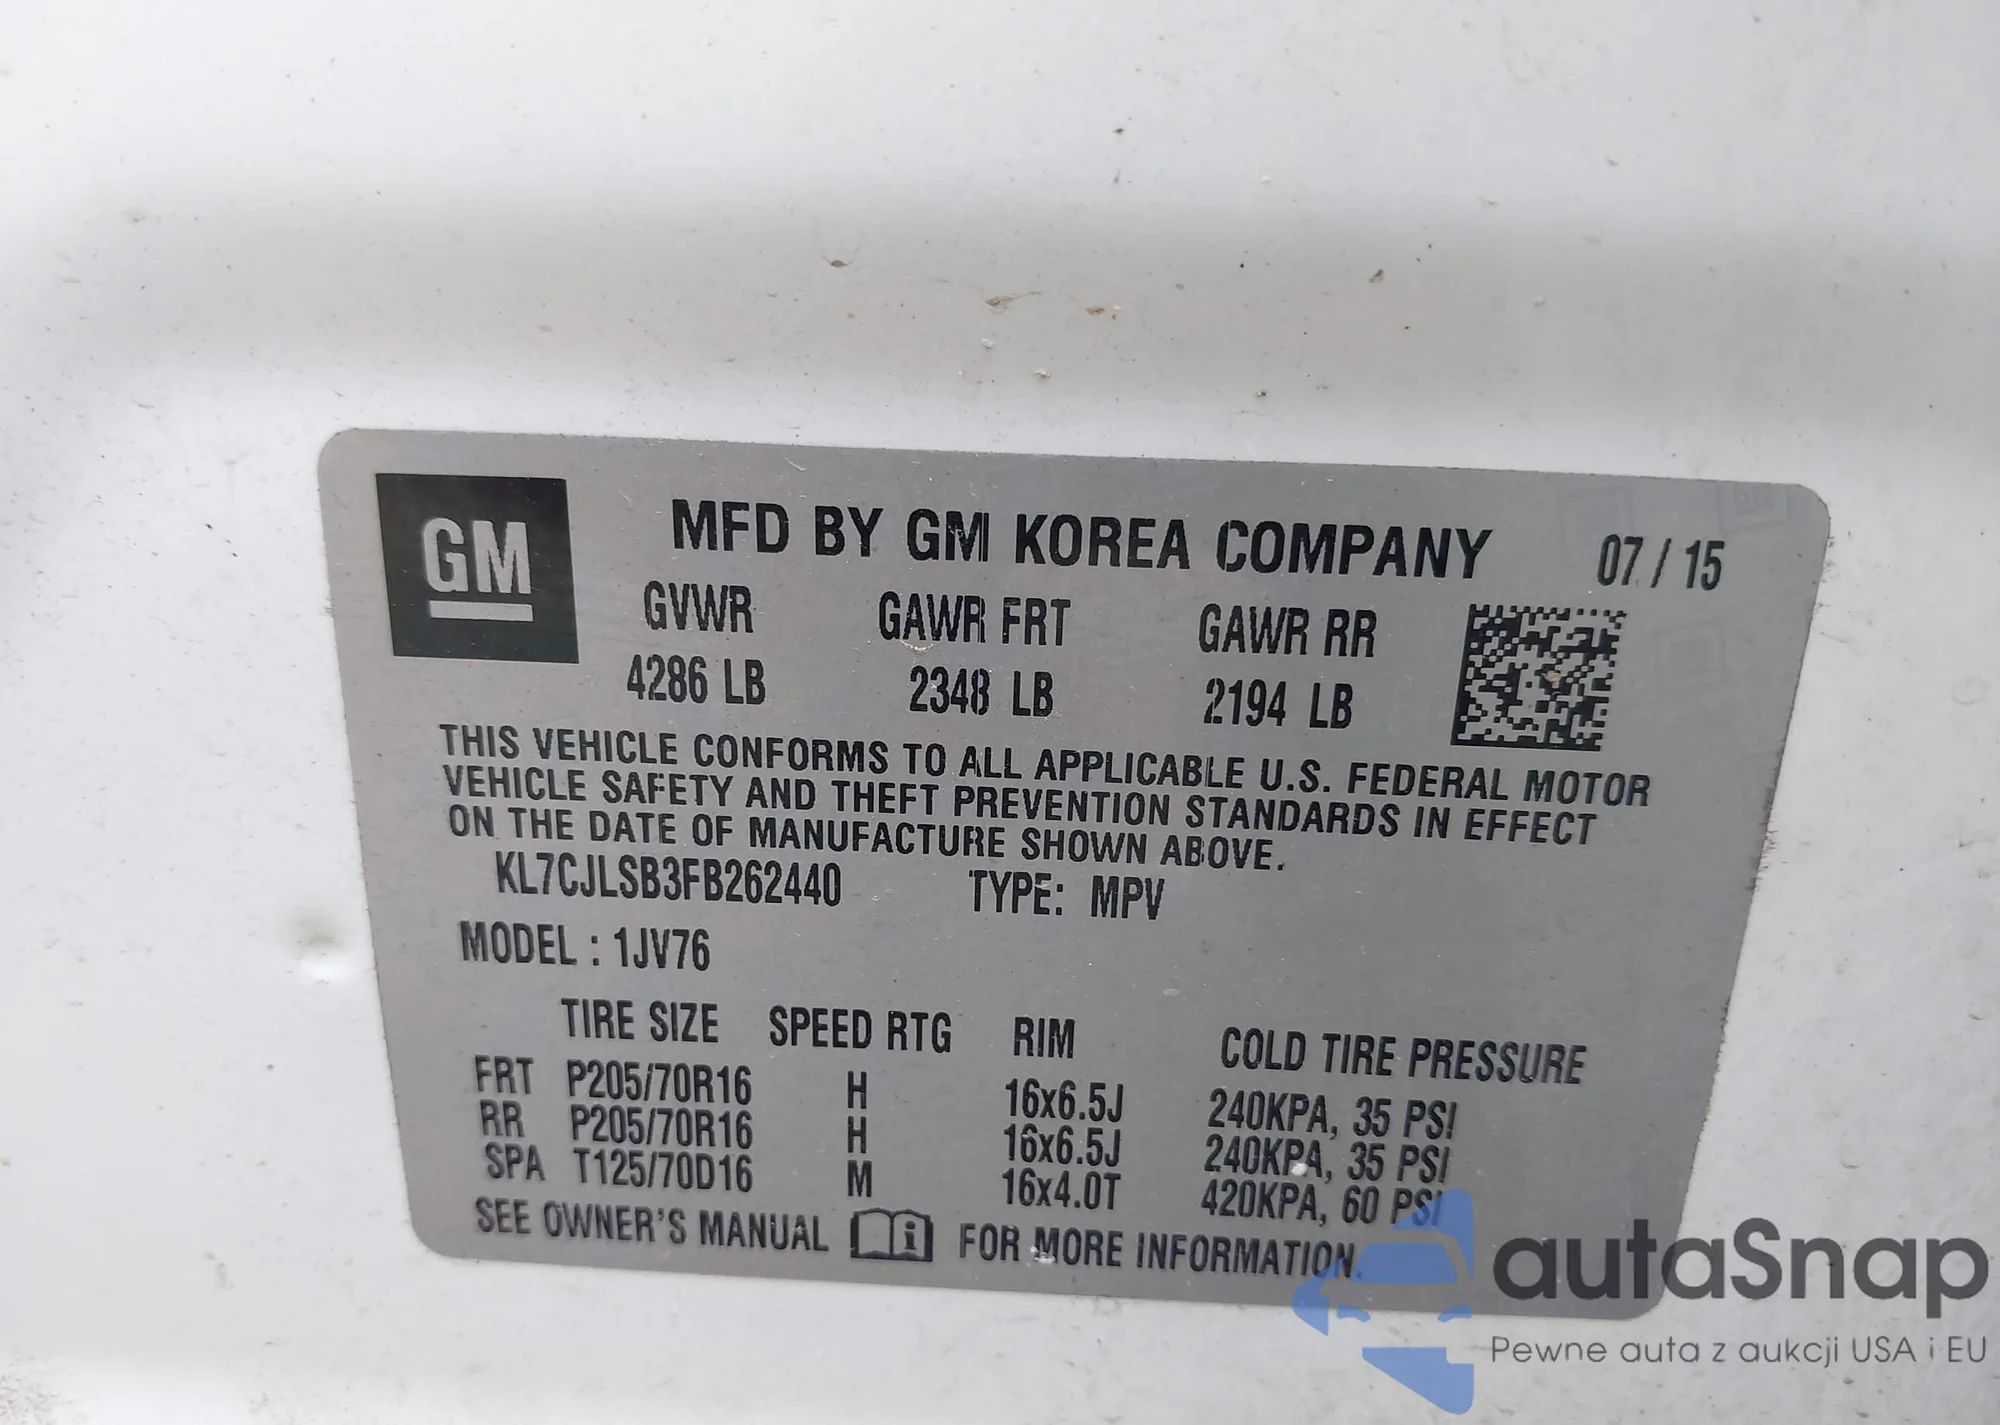 GM
MFD BY GM KOREA COMPANY 07 / 15
GVWR GAWR FRT GAWR RR
4286 LB 2348 LB 2194 LB
THIS VEHICLE CONFORMS TO ALL APPLICABLE U.S. FEDERAL MOTOR
VEHICLE SAFETY AND THEFT PREVENTION STANDARDS IN EFFECT
ON THE DATE OF MANUFACTURE SHOWN ABOVE.
KL7CJLSB3FB262440 TYPE: MPV
MODEL : 1JV76
TIRE SIZE SPEED RTG RIM COLD TIRE PRESSURE
FRT P205/70R16 H 16x6.5J 240KPA, 35 PSI
RR P205/70R16 H 16x6.5J 240KPA, 35 PSI
SPA T125/70D16 M 16x4.0T 420KPA, 60 PSI
SEE OWNER'S MANUAL i FOR MORE INFORMATION.
autaSnap
Pewne auta z aukcji USA i EU